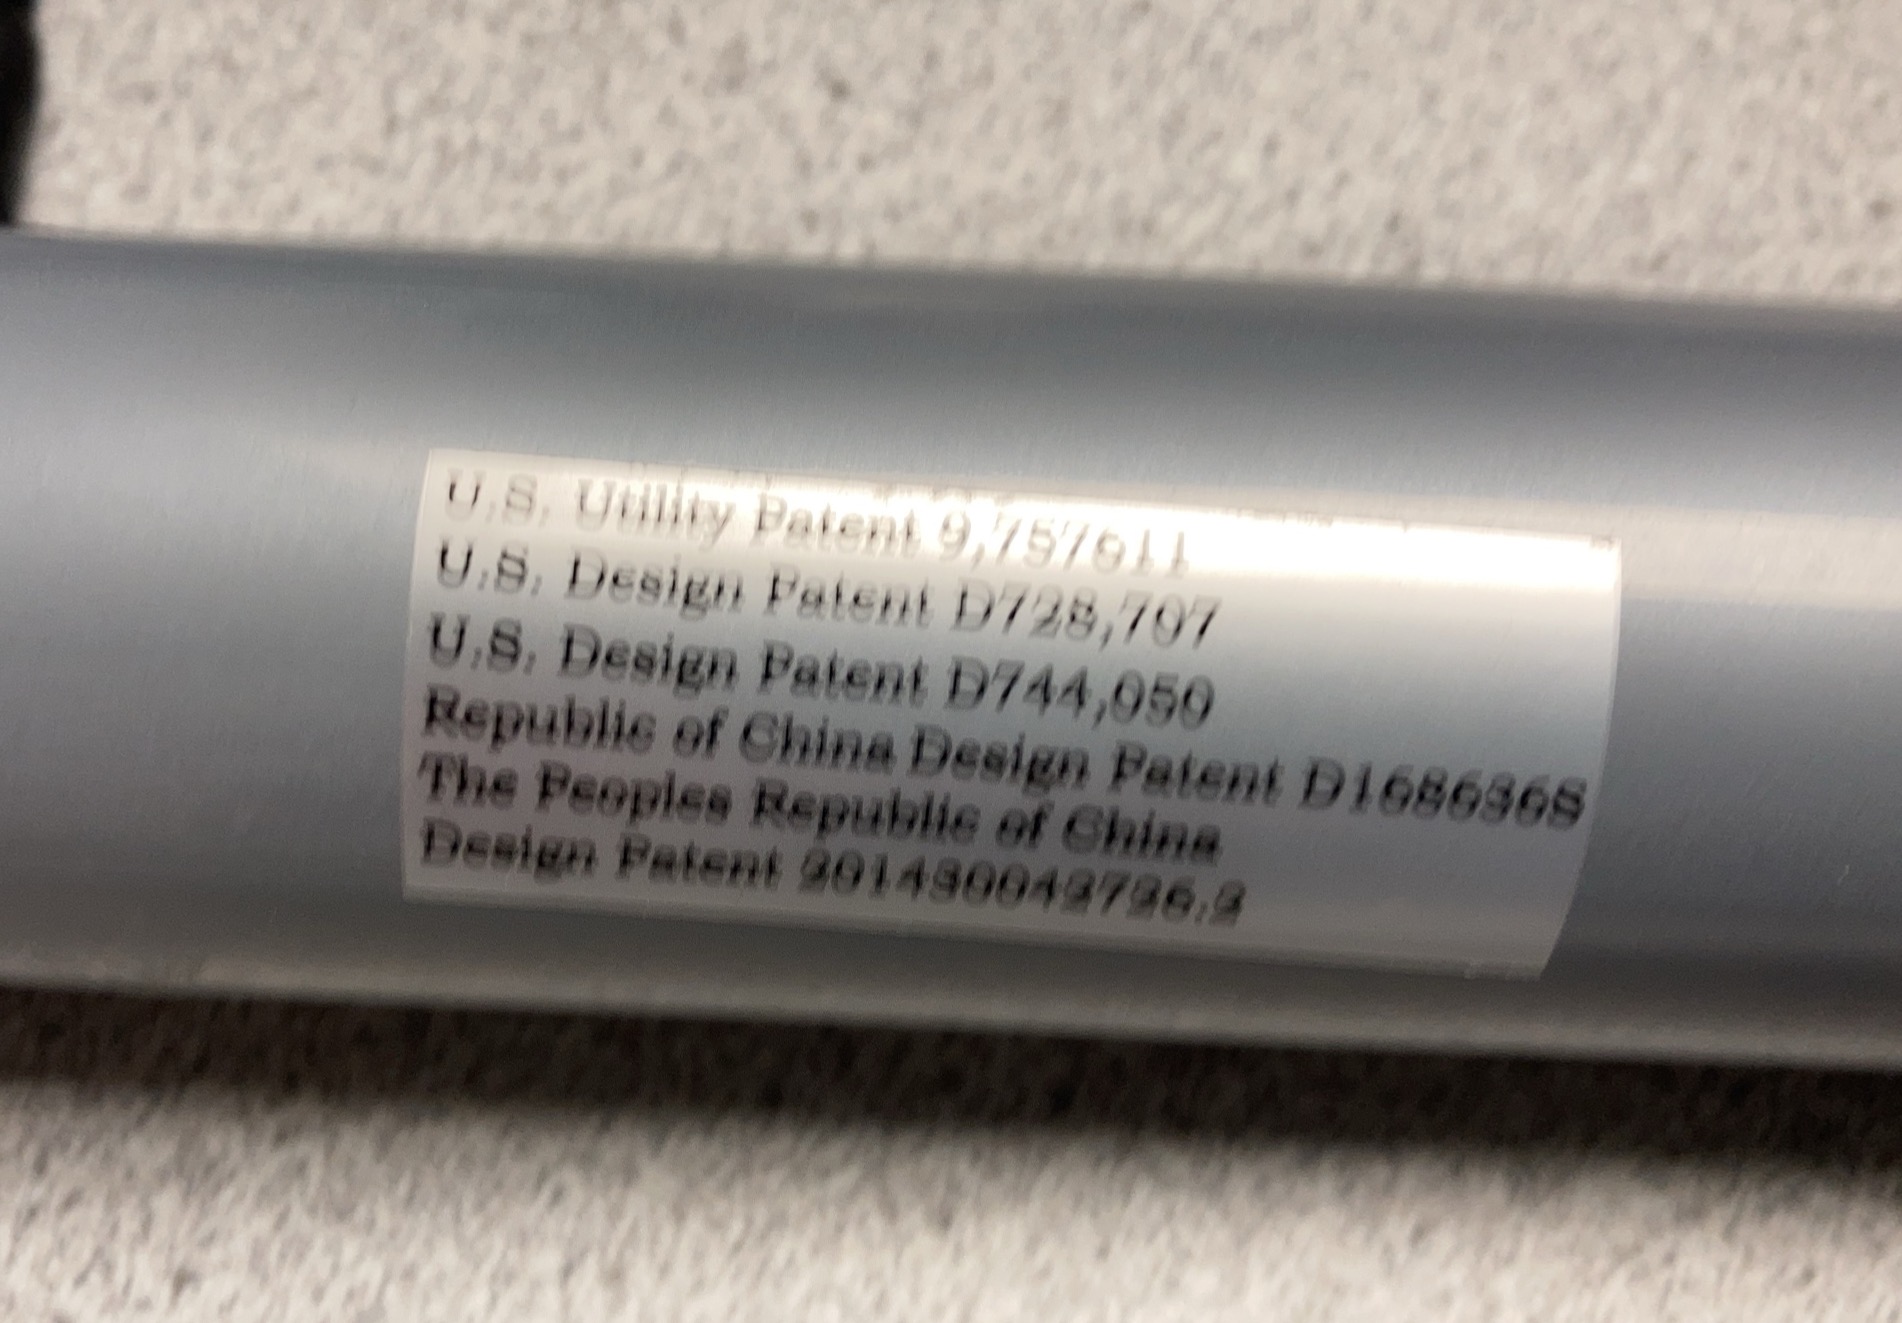 U.S. Utility Patent 9,757611
U.S. Design Patent D728,707
U.S. Design Patent D744,050
Republic of China Design Patent D168636S
The Peoples Republic of China
Design Patent 201430042726.2